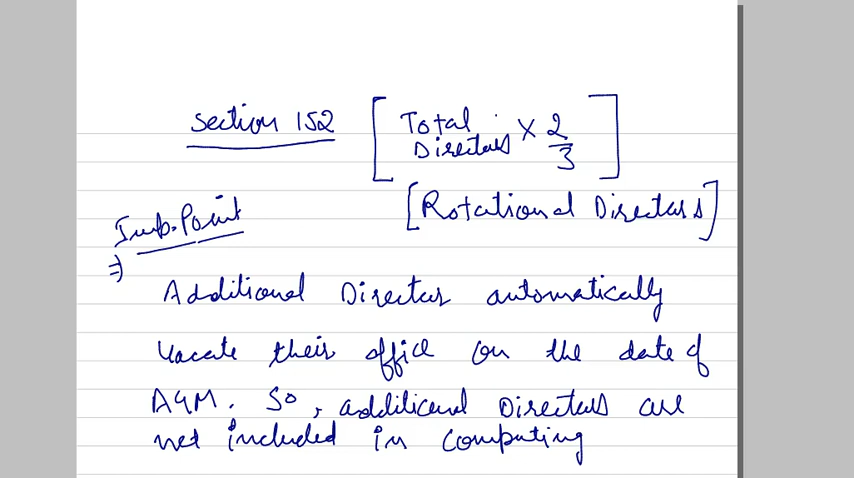 Section 152 [Total Directors × 2/3]
[Rotational Directors]
Imp. Point
⇒
Additional Director automatically
vacate their office on the date of
AGM. So, additional Directors are
not included in computing